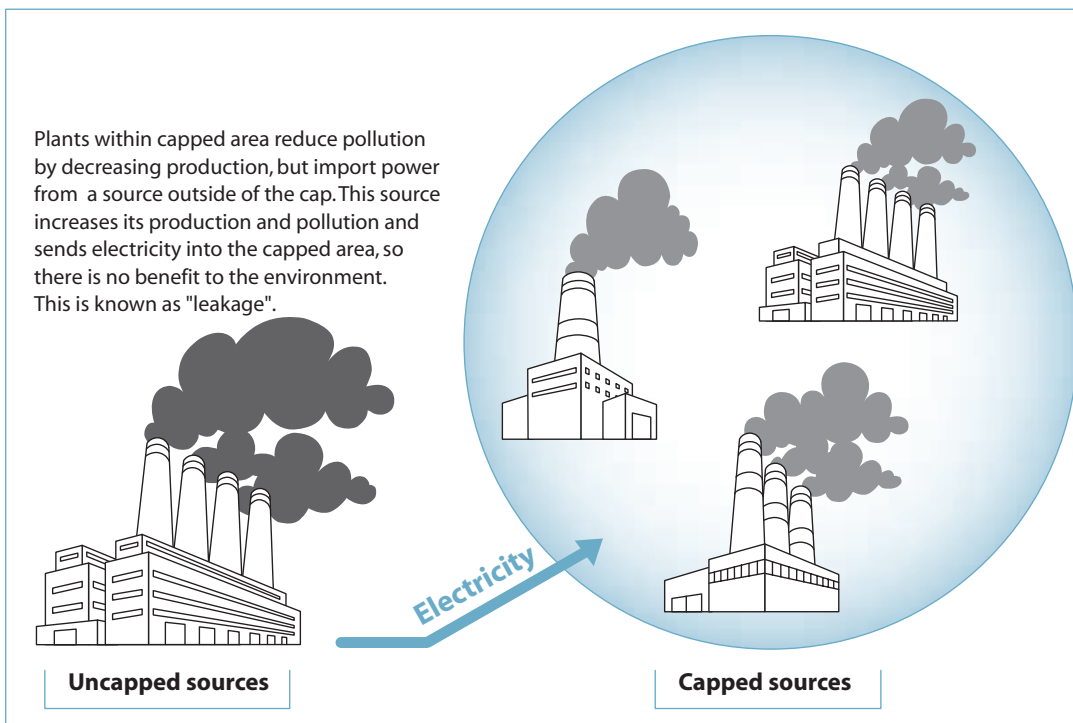 Plants within capped area reduce pollution
by decreasing production, but import power
from a source outside of the cap. This source
increases its production and pollution and
sends electricity into the capped area, so
there is no benefit to the environment.
This is known as "leakage".
Electricity
Uncapped sources
Capped sources